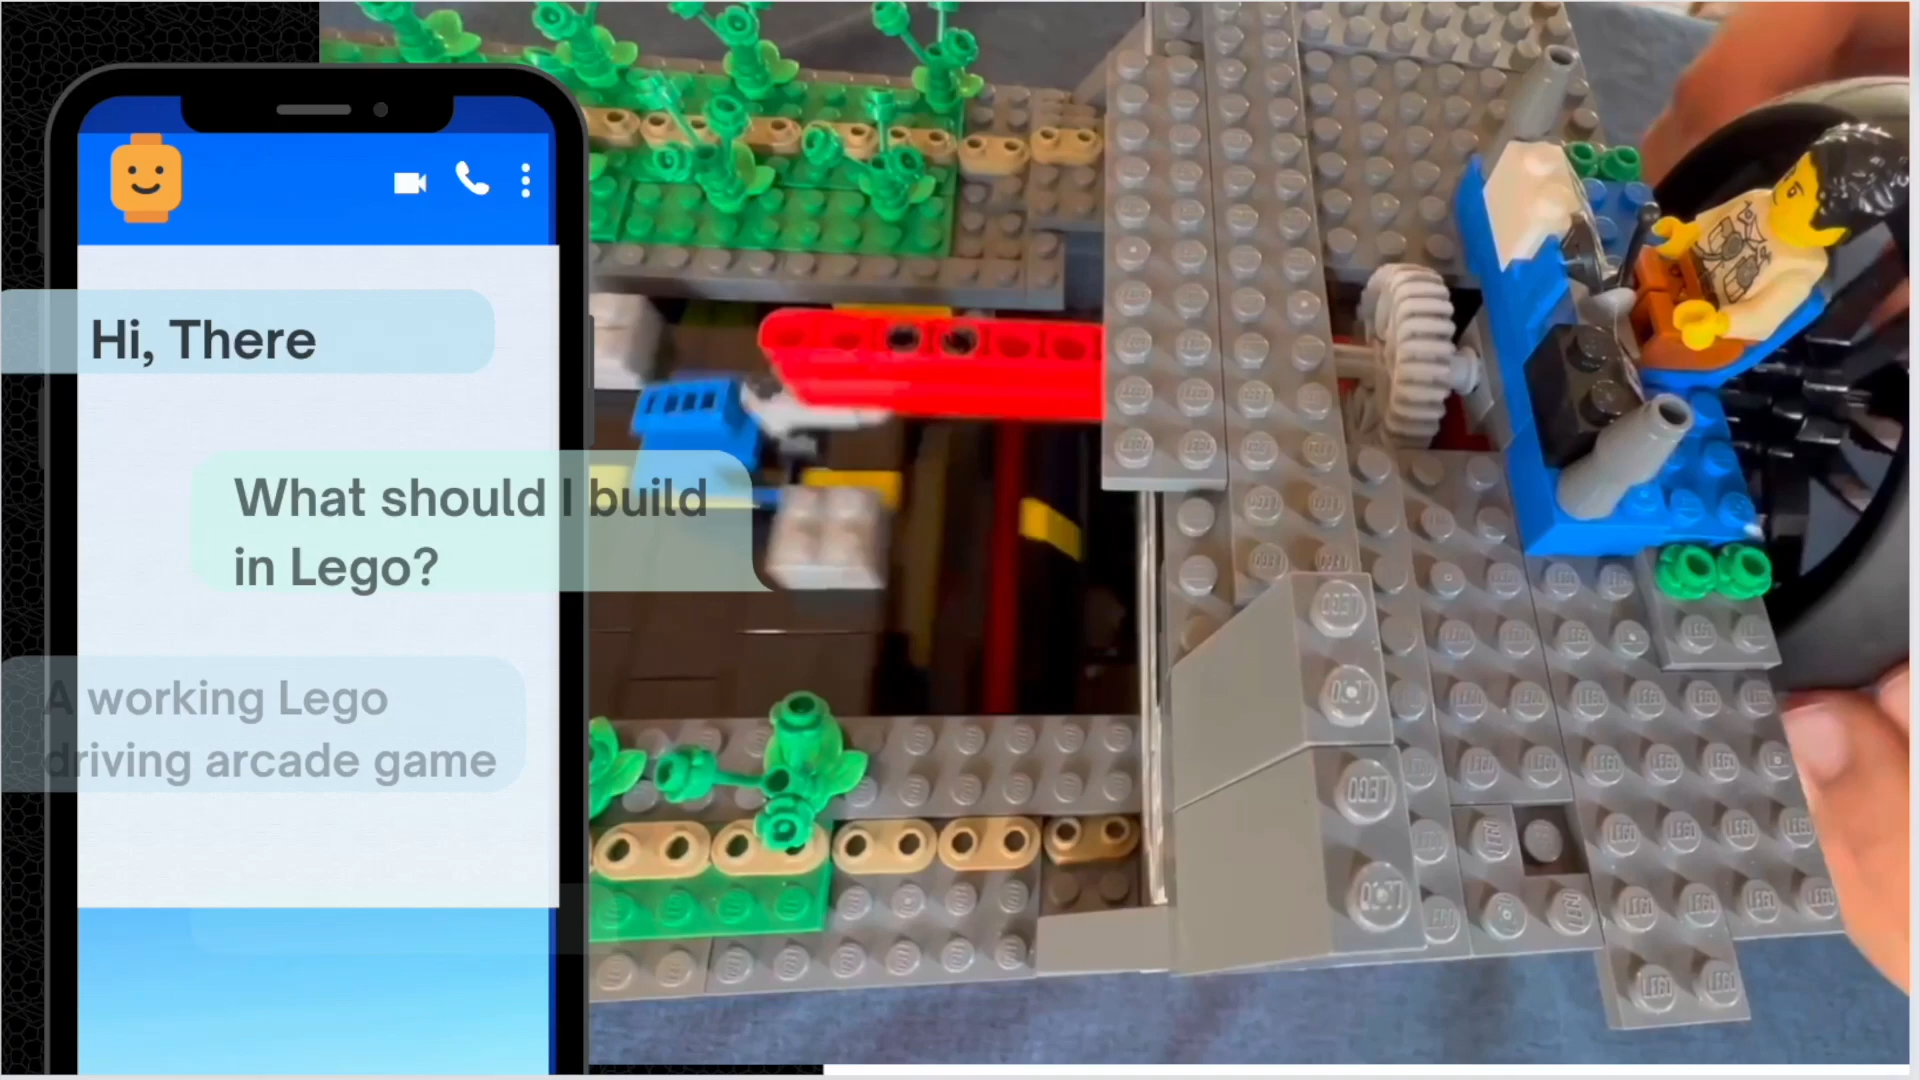 Hi, There
What should I build
in Lego?
A working Lego
driving arcade game